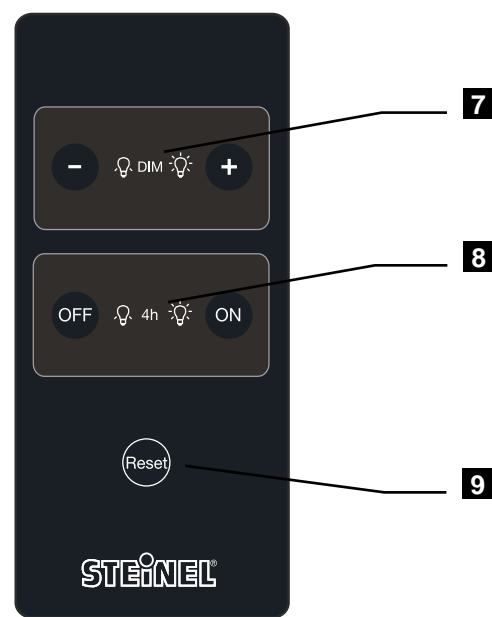 7
- DIM +
8
OFF 4h ON
Reset
9
STEINEL®